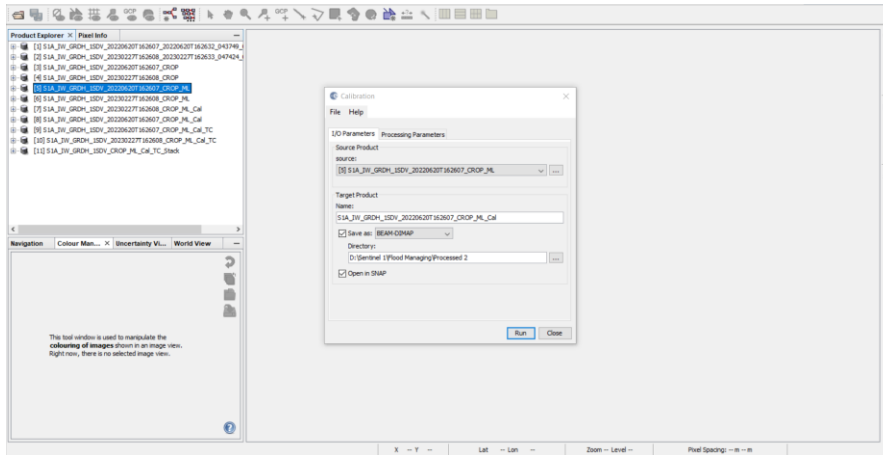 GCP
GCP
Product Explorer × Pixel Info
[1] S1A_IW_GRDH_1SDV_20220620T162607_20220620T162632_043749_
[2] S1A_IW_GRDH_1SDV_20230227T162608_20230227T162633_047424_
[3] S1A_IW_GRDH_1SDV_20220620T162607_CROP
[4] S1A_IW_GRDH_1SDV_20230227T162608_CROP
[5] S1A_IW_GRDH_1SDV_20220620T162607_CROP_ML
[6] S1A_IW_GRDH_1SDV_20230227T162608_CROP_ML
[7] S1A_IW_GRDH_1SDV_20230227T162608_CROP_ML_Cal
[8] S1A_IW_GRDH_1SDV_20220620T162607_CROP_ML_Cal
[9] S1A_IW_GRDH_1SDV_20220620T162607_CROP_ML_Cal_TC
[10] S1A_IW_GRDH_1SDV_20230227T162608_CROP_ML_Cal_TC
[11] S1A_IW_GRDH_1SDV_CROP_ML_Cal_TC_Stack
Navigation Colour Man... × Uncertainty Vi... World View
This tool window is used to manipulate the
colouring of images shown in an image view.
Right now, there is no selected image view.
Calibration
File Help
I/O Parameters Processing Parameters
Source Product
source:
[5] S1A_IW_GRDH_1SDV_20220620T162607_CROP_ML
...
Target Product
Name:
S1A_IW_GRDH_1SDV_20220620T162607_CROP_ML_Cal
Save as: BEAM-DIMAP
Directory:
D:\Sentinel 1\Flood Managing\Processed 2
...
Open in SNAP
Run Close
X -- Y -- Lat -- Lon -- Zoom -- Level -- Pixel Spacing: -- m -- m